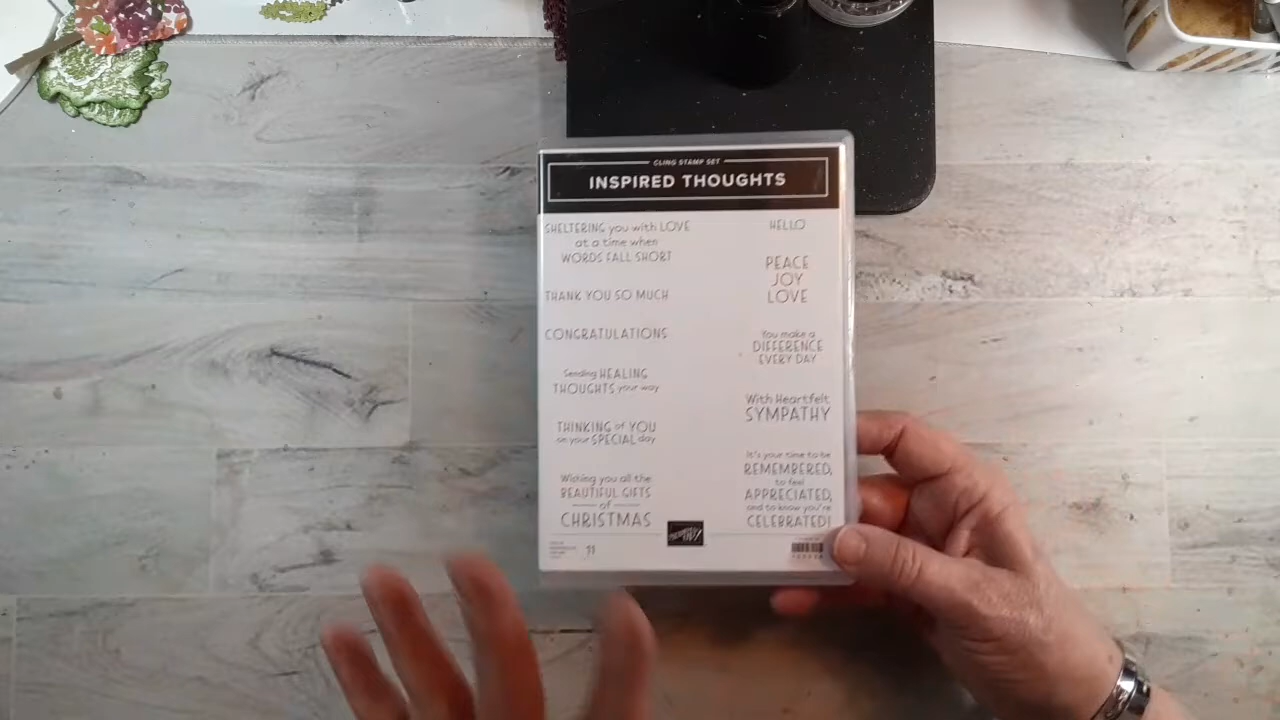 CLING STAMP SET
INSPIRED THOUGHTS
SHELTERING you with LOVE
at a time when
WORDS FALL SHORT
THANK YOU SO MUCH
CONGRATULATIONS
Sending HEALING
THOUGHTS your way
THINKING of YOU
on your SPECIAL day
Wishing you all the
BEAUTIFUL GIFTS
of
CHRISTMAS
HELLO
PEACE
JOY
LOVE
You make a
DIFFERENCE
EVERY DAY
With Heartfelt
SYMPATHY
It's your time to be
REMEMBERED,
to feel
APPRECIATED,
and to know you're
CELEBRATED!
11